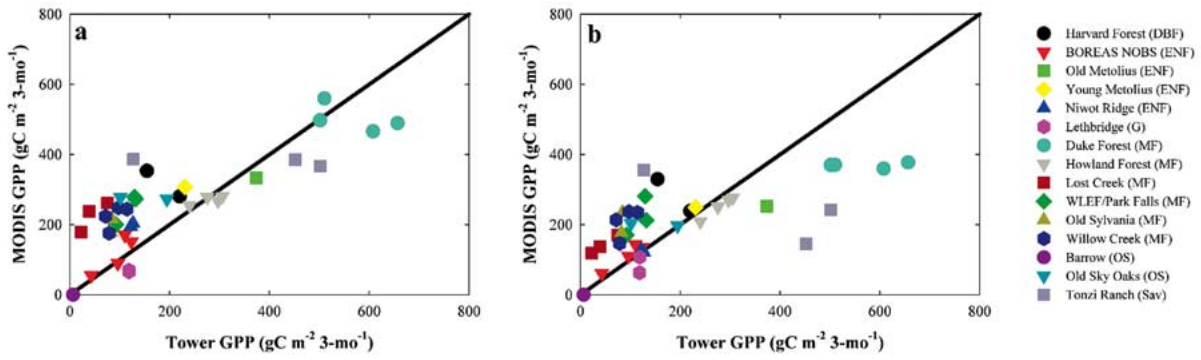 a
b
800
600
400
200
0
MODIS GPP (gC m⁻² 3-mo⁻¹)
0 200 400 600 800
Tower GPP (gC m⁻² 3-mo⁻¹)
800
600
400
200
0
MODIS GPP (gC m⁻² 3-mo⁻¹)
0 200 400 600 800
Tower GPP (gC m⁻² 3-mo⁻¹)
Harvard Forest (DBF)
BOREAS NOBS (ENF)
Old Metolius (ENF)
Young Metolius (ENF)
Niwot Ridge (ENF)
Lethbridge (G)
Duke Forest (MF)
Howland Forest (MF)
Lost Creek (MF)
WLEF/Park Falls (MF)
Old Sylvania (MF)
Willow Creek (MF)
Barrow (OS)
Old Sky Oaks (OS)
Tonzi Ranch (Sav)